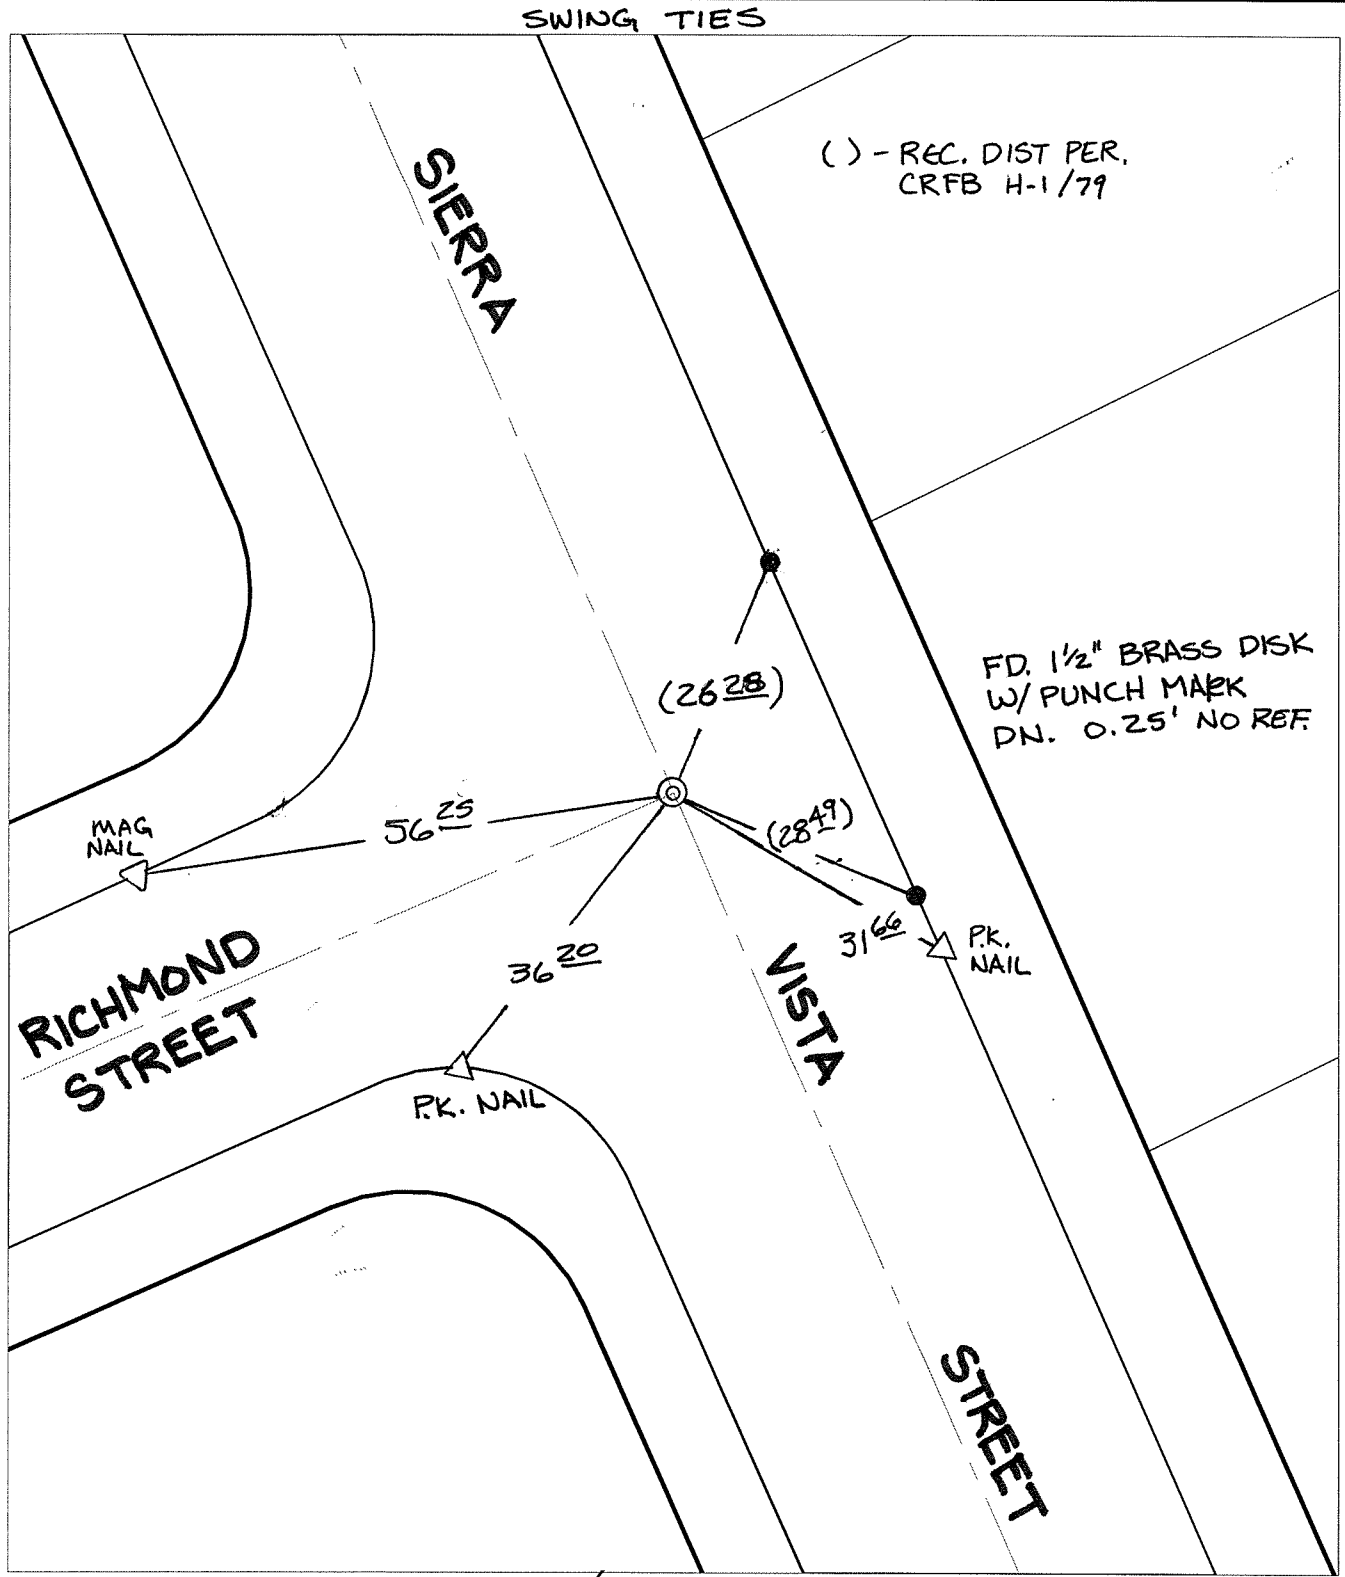 SWING TIES
( ) - REC. DIST PER.
CRFB H-1/79
SIERRA
(26 28)
FD. 1 1/2" BRASS DISK
W/ PUNCH MARK
DN. 0.25' NO REF.
MAG
NAIL
56 25
(28 49)
31 66
P.K.
NAIL
36 20
RICHMOND
STREET
VISTA
P.K. NAIL
STREET